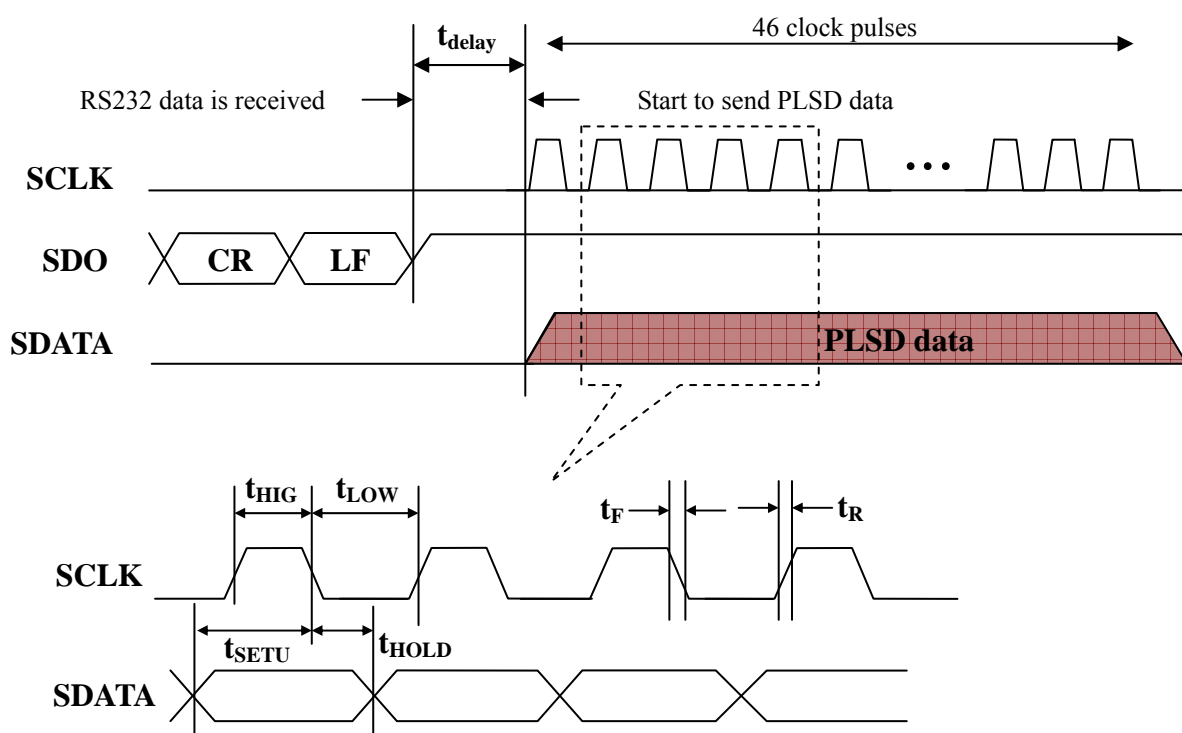 t_delay
46 clock pulses
RS232 data is received
Start to send PLSD data
SCLK
SDO
CR
LF
SDATA
PLSD data
t_HIG
t_LOW
t_F
t_R
SCLK
t_SETU
t_HOLD
SDATA